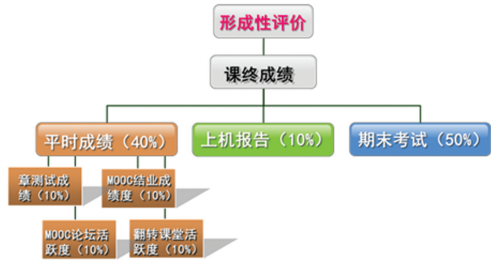 形成性评价
课终成绩
平时成绩（40%）
上机报告（10%）
期末考试（50%）
章测试成
绩（10%）
MOOC结业成
绩度（10%）
MOOC论坛活
跃度（10%）
翻转课堂活
跃度（10%）